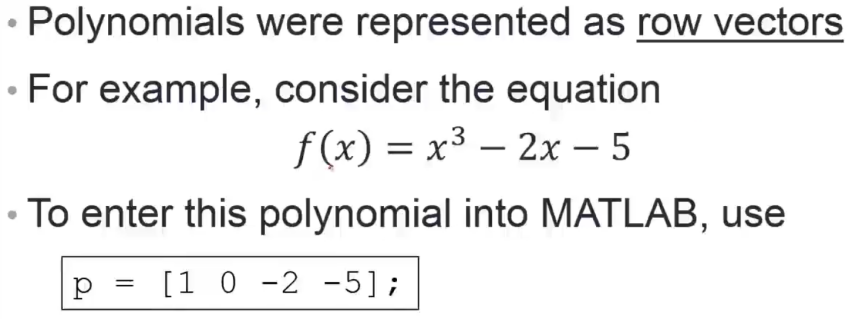 • Polynomials were represented as row vectors
• For example, consider the equation
f(x) = x³ − 2x − 5
• To enter this polynomial into MATLAB, use
p = [1 0 -2 -5];